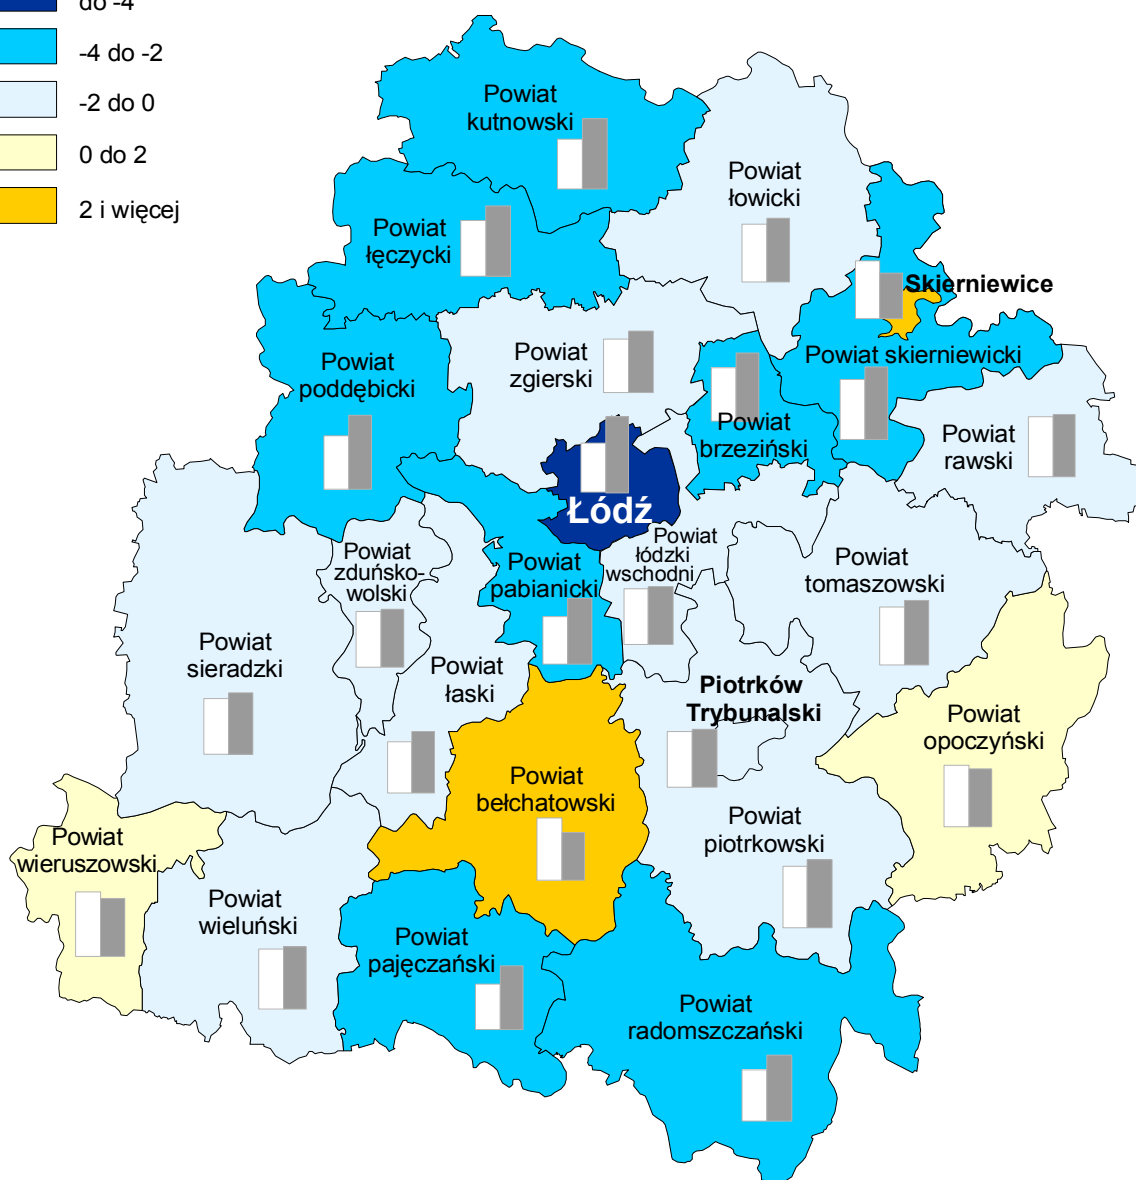 do -4
-4 do -2
-2 do 0
0 do 2
2 i więcej
Powiat
kutnowski
Powiat
łowicki
Powiat
łęczycki
Skierniewice
Powiat skierniewicki
Powiat
zgierski
Powiat
poddębicki
Powiat
brzeziński
Powiat
rawski
Łódź
Powiat
łódzki
wschodni
Powiat
zduńsko-
wolski
Powiat
pabianicki
Powiat
tomaszowski
Powiat
sieradzki
Powiat
łaski
Piotrków
Trybunalski
Powiat
opoczyński
Powiat
bełchatowski
Powiat
piotrkowski
Powiat
wieruszowski
Powiat
wieluński
Powiat
pajęczański
Powiat
radomszczański